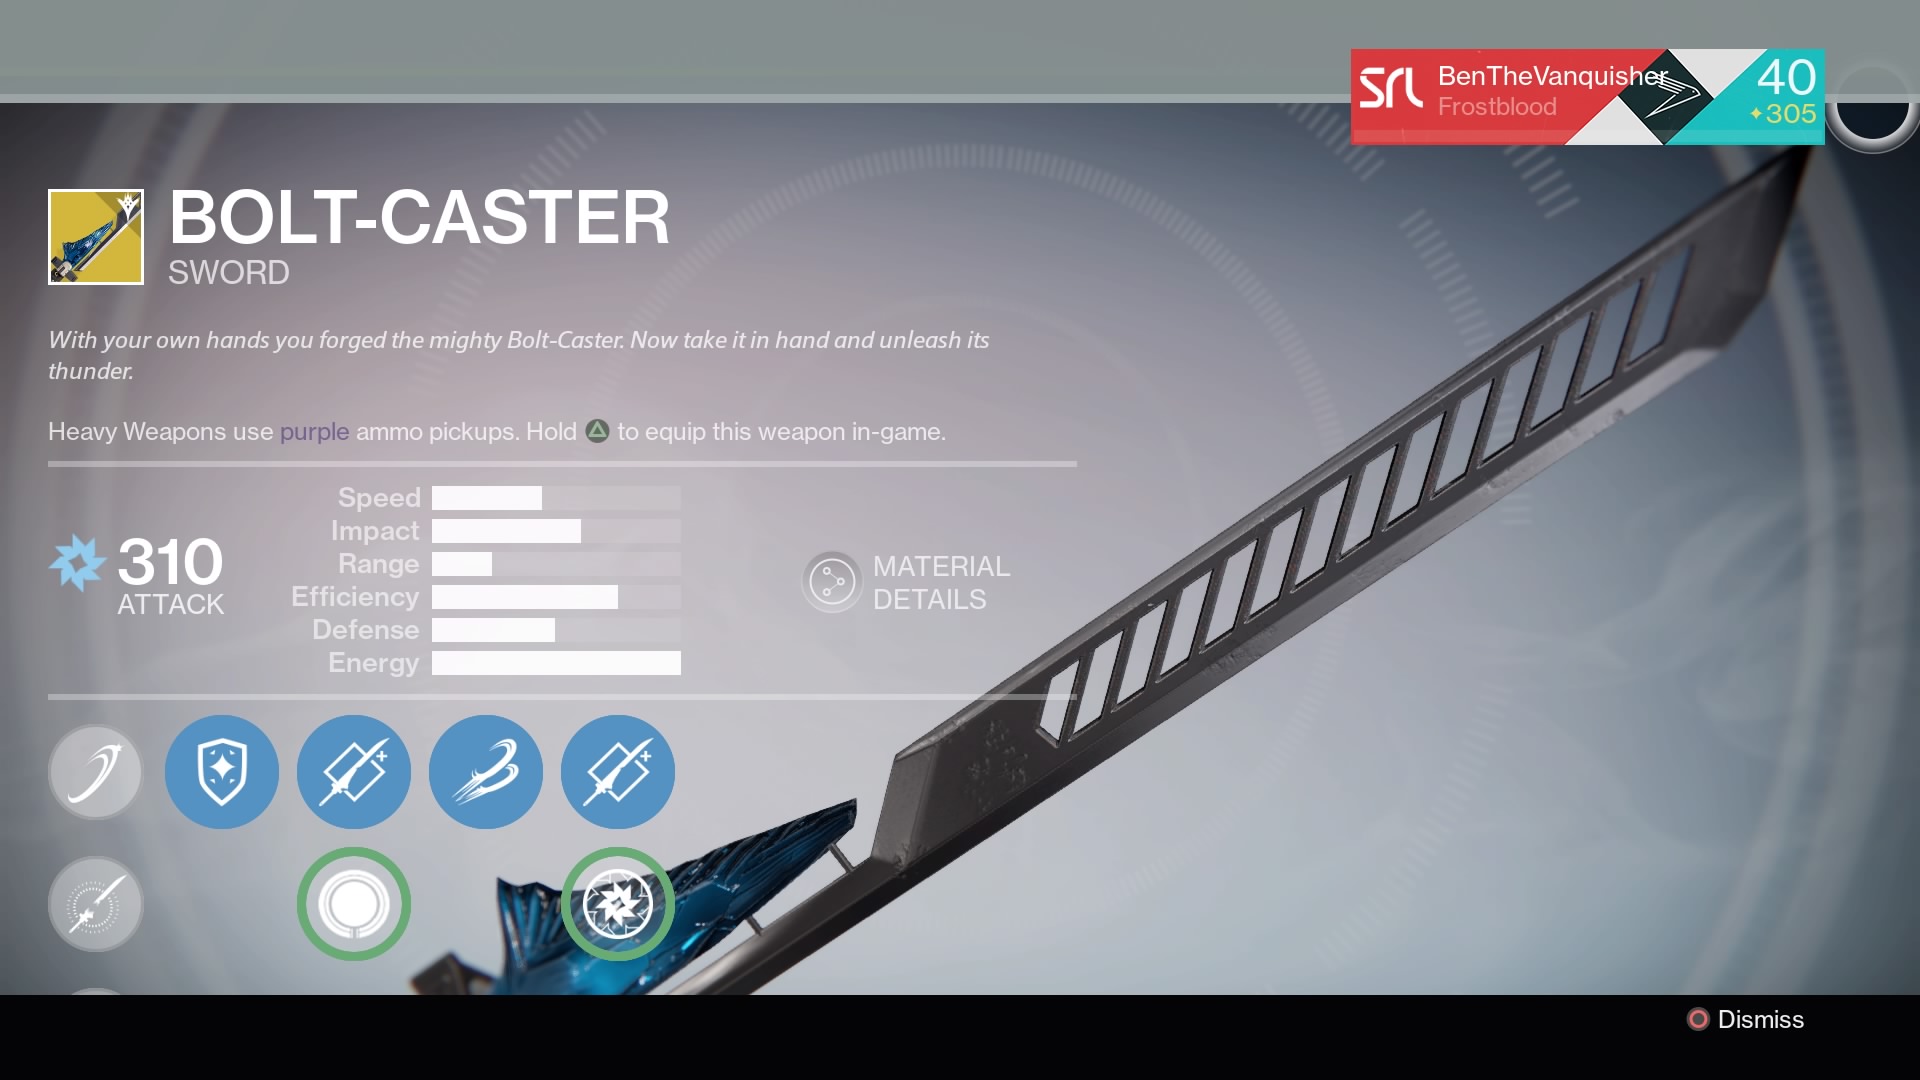 SRL
BenTheVanquisher
Frostblood
40
305
BOLT-CASTER
SWORD
With your own hands you forged the mighty Bolt-Caster. Now take it in hand and unleash its
thunder.
Heavy Weapons use purple ammo pickups. Hold to equip this weapon in-game.
310
ATTACK
Speed
Impact
Range
Efficiency
Defense
Energy
MATERIAL
DETAILS
Dismiss